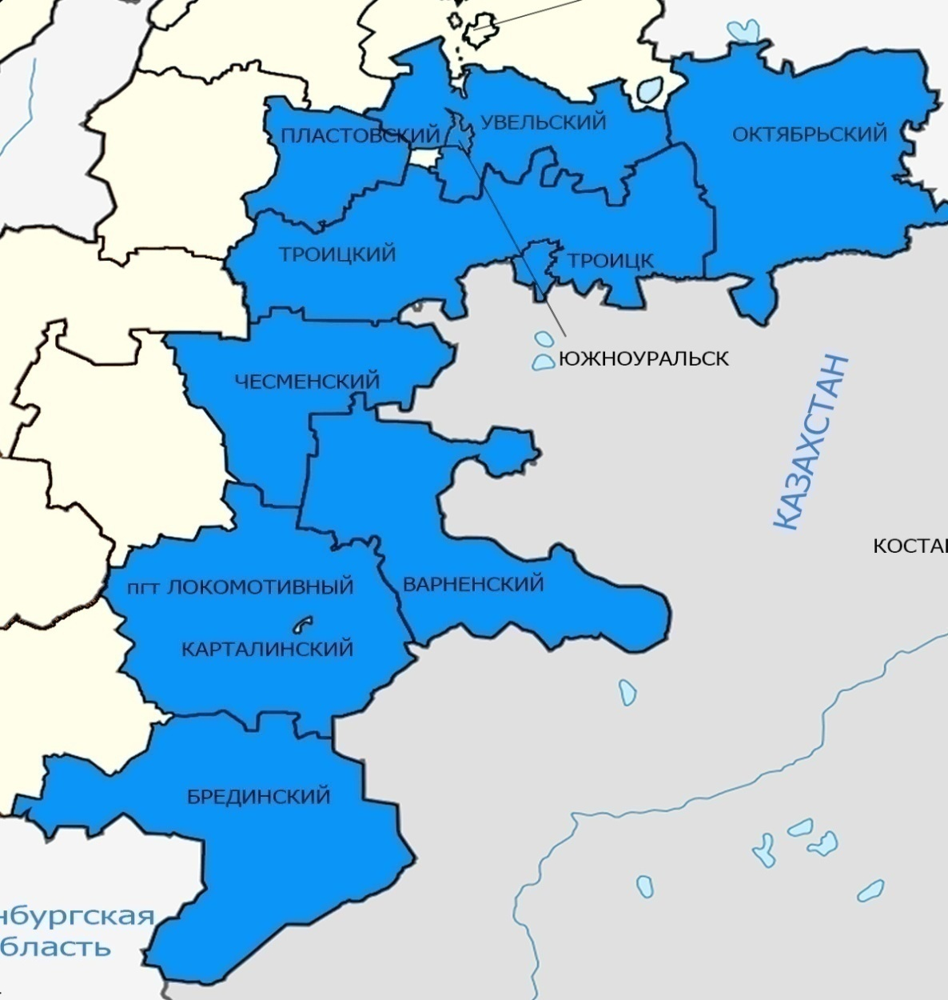 УВЕЛЬСКИЙ
ПЛАСТОВСКИЙ
ОКТЯБРЬСКИЙ
ТРОИЦКИЙ
ТРОИЦК
ЮЖНОУРАЛЬСК
ЧЕСМЕНСКИЙ
КАЗАХСТАН
КОСТА
ВАРНЕНСКИЙ
пгт ЛОКОМОТИВНЫЙ
КАРТАЛИНСКИЙ
БРЕДИНСКИЙ
нбургская
бласть